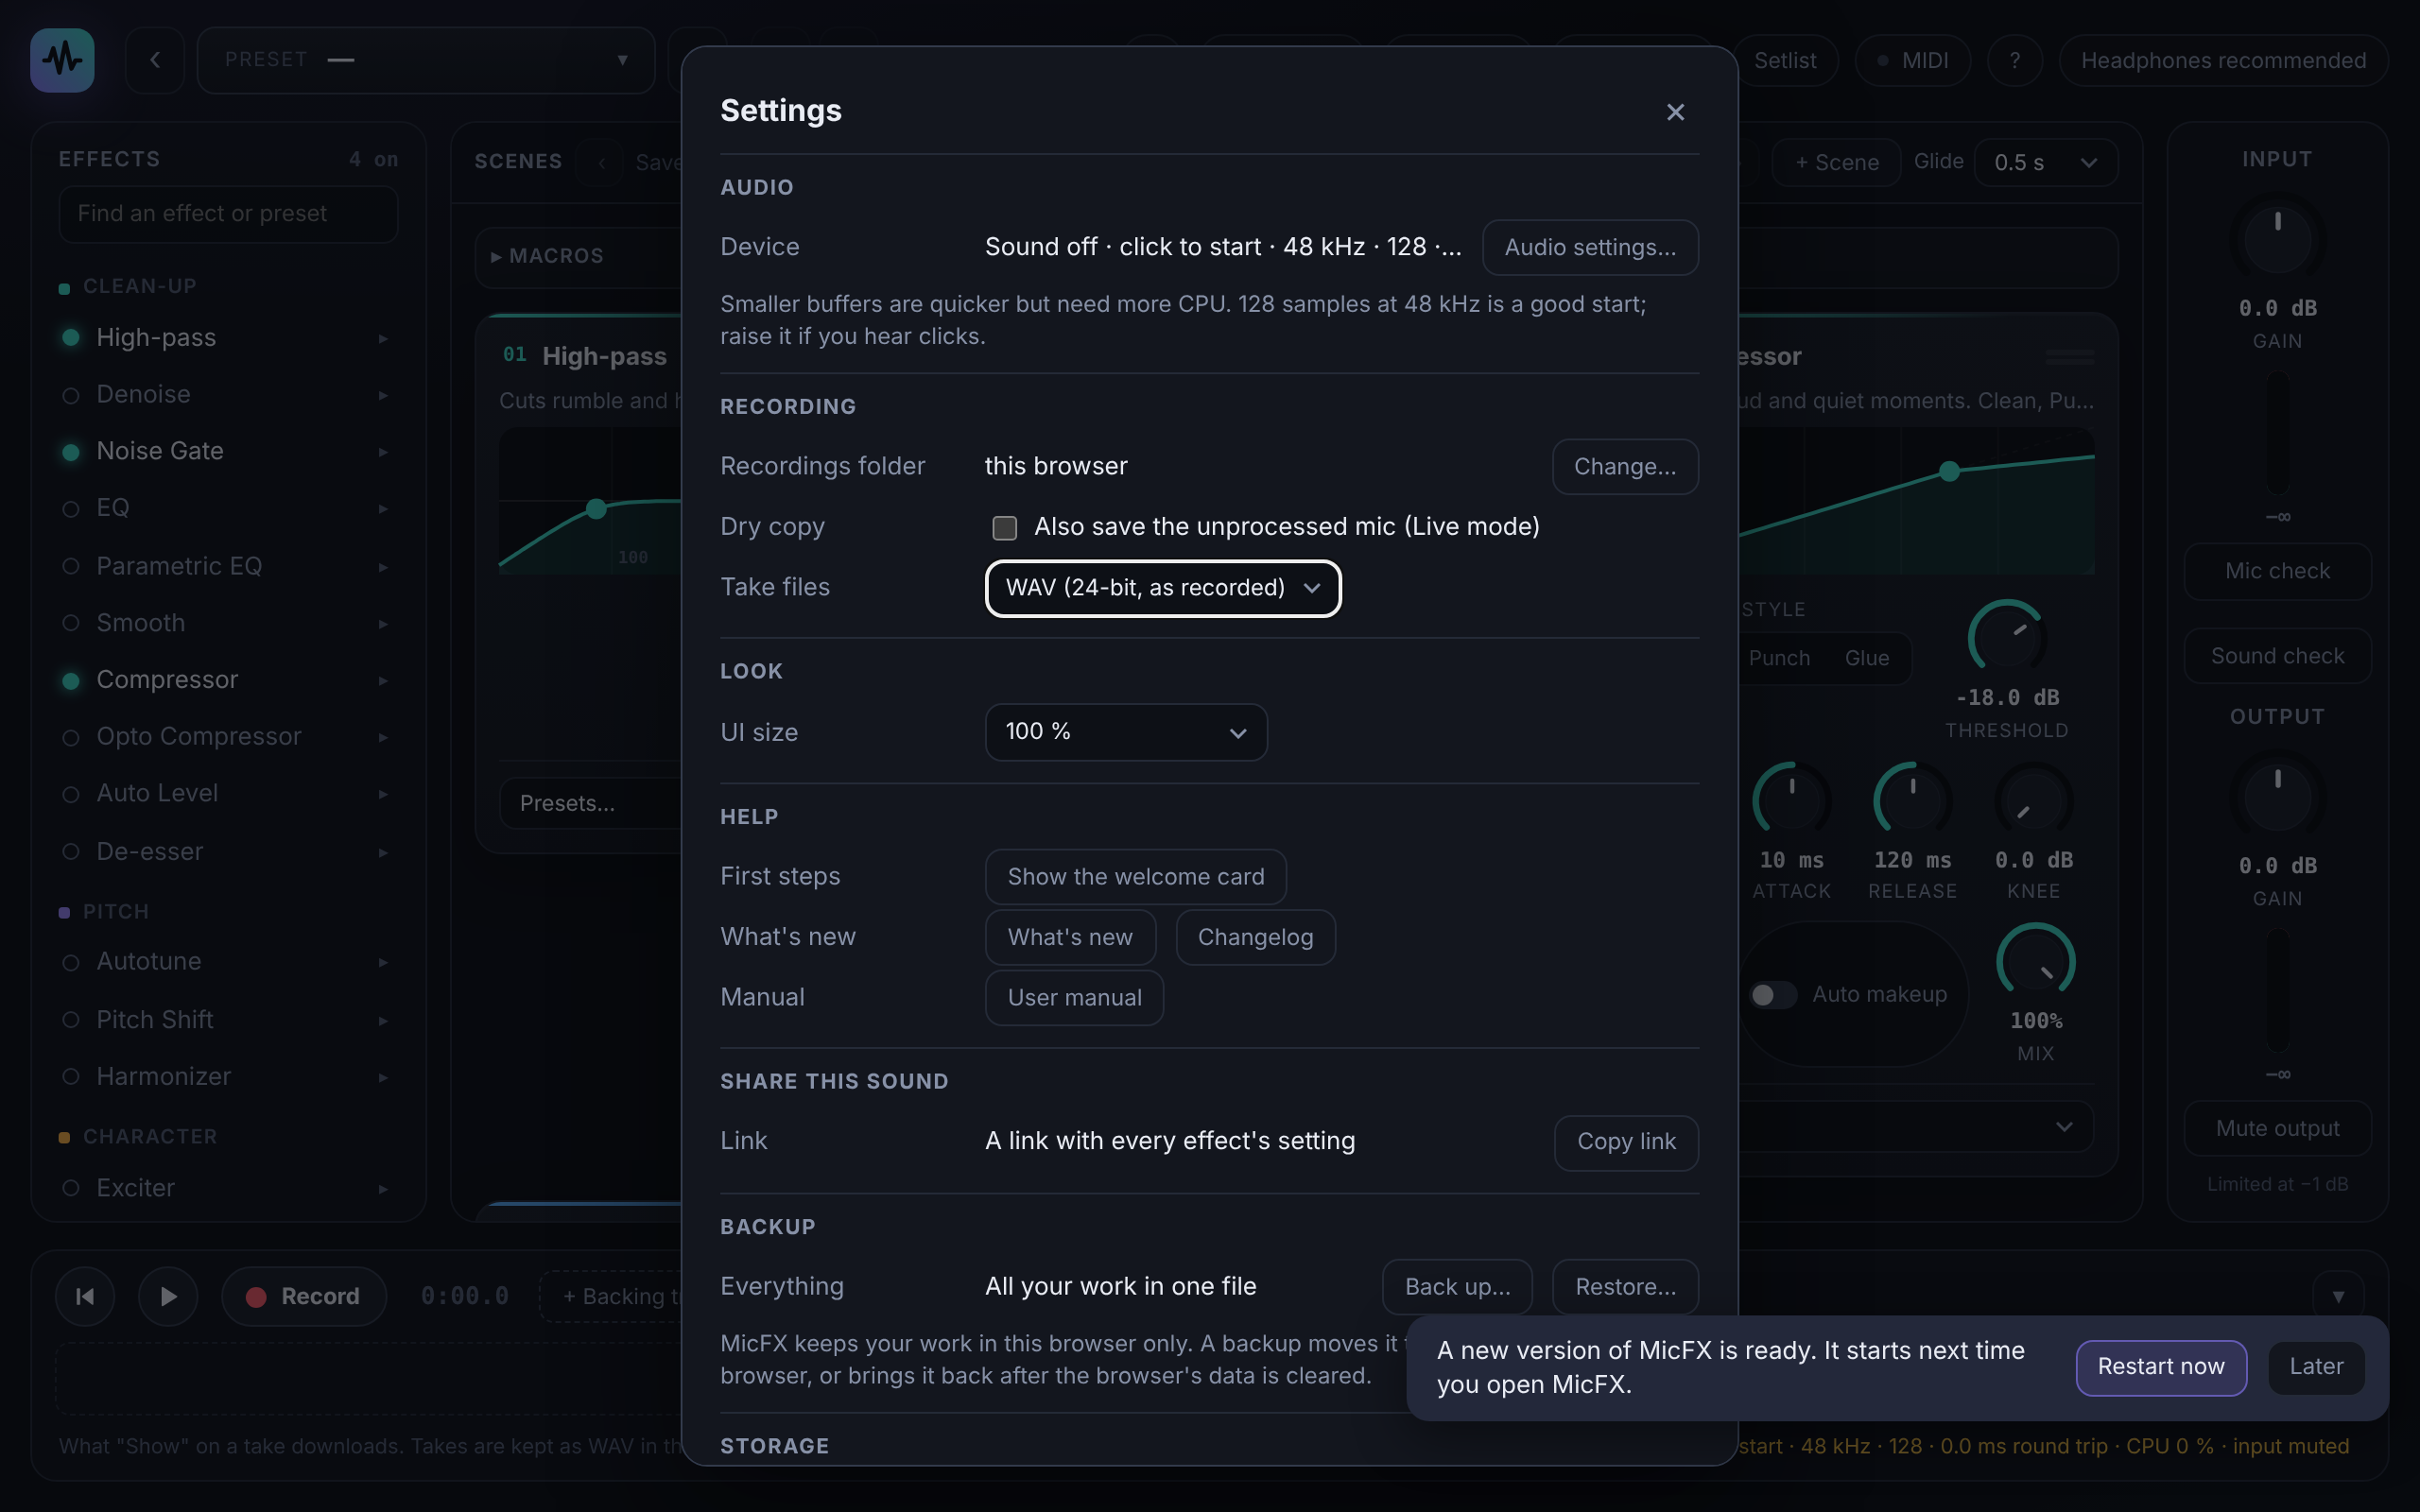 PRESET —
Setlist
MIDI
?
Headphones recommended
EFFECTS 4 on
Find an effect or preset
CLEAN-UP
High-pass
Denoise
Noise Gate
EQ
Parametric EQ
Smooth
Compressor
Opto Compressor
Auto Level
De-esser
PITCH
Autotune
Pitch Shift
Harmonizer
CHARACTER
Exciter
SCENES
Save
+ Scene
Glide
0.5 s
MACROS
01 High-pass
Cuts rumble and h
100
Presets...
Settings
AUDIO
Device Sound off · click to start · 48 kHz · 128 ·... Audio settings...
Smaller buffers are quicker but need more CPU. 128 samples at 48 kHz is a good start;
raise it if you hear clicks.
RECORDING
Recordings folder this browser Change...
Dry copy Also save the unprocessed mic (Live mode)
Take files WAV (24-bit, as recorded)
LOOK
UI size 100 %
HELP
First steps Show the welcome card
What's new What's new Changelog
Manual User manual
SHARE THIS SOUND
Link A link with every effect's setting Copy link
BACKUP
Everything All your work in one file Back up... Restore...
MicFX keeps your work in this browser only. A backup moves it
browser, or brings it back after the browser's data is cleared.
STORAGE
essor
ud and quiet moments. Clean, Pu...
STYLE
Punch Glue
-18.0 dB
THRESHOLD
10 ms 120 ms 0.0 dB
ATTACK RELEASE KNEE
Auto makeup
100%
MIX
INPUT
0.0 dB
GAIN
−∞
Mic check
Sound check
OUTPUT
0.0 dB
GAIN
−∞
Mute output
Limited at −1 dB
Record
0:00.0
+ Backing t
What "Show" on a take downloads. Takes are kept as WAV in th
A new version of MicFX is ready. It starts next time
you open MicFX.
Restart now
Later
start · 48 kHz · 128 · 0.0 ms round trip · CPU 0 % · input muted